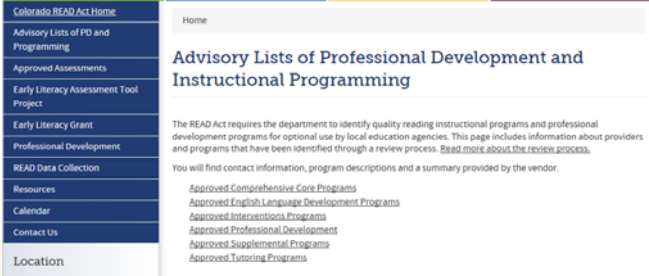 Colorado READ Act Home
Advisory Lists of PD and
Programming
Approved Assessments
Early Literacy Assessment Tool
Project
Early Literacy Grant
Professional Development
READ Data Collection
Resources
Calendar
Contact Us
Location
Home
Advisory Lists of Professional Development and
Instructional Programming
The READ Act requires the department to identify quality reading instructional programs and professional
development programs for optional use by local education agencies. This page includes information about providers
and programs that have been identified through a review process. Read more about the review process.
You will find contact information, program descriptions and a summary provided by the vendor.
Approved Comprehensive Core Programs
Approved English Language Development Programs
Approved Interventions Programs
Approved Professional Development
Approved Supplemental Programs
Approved Tutoring Programs